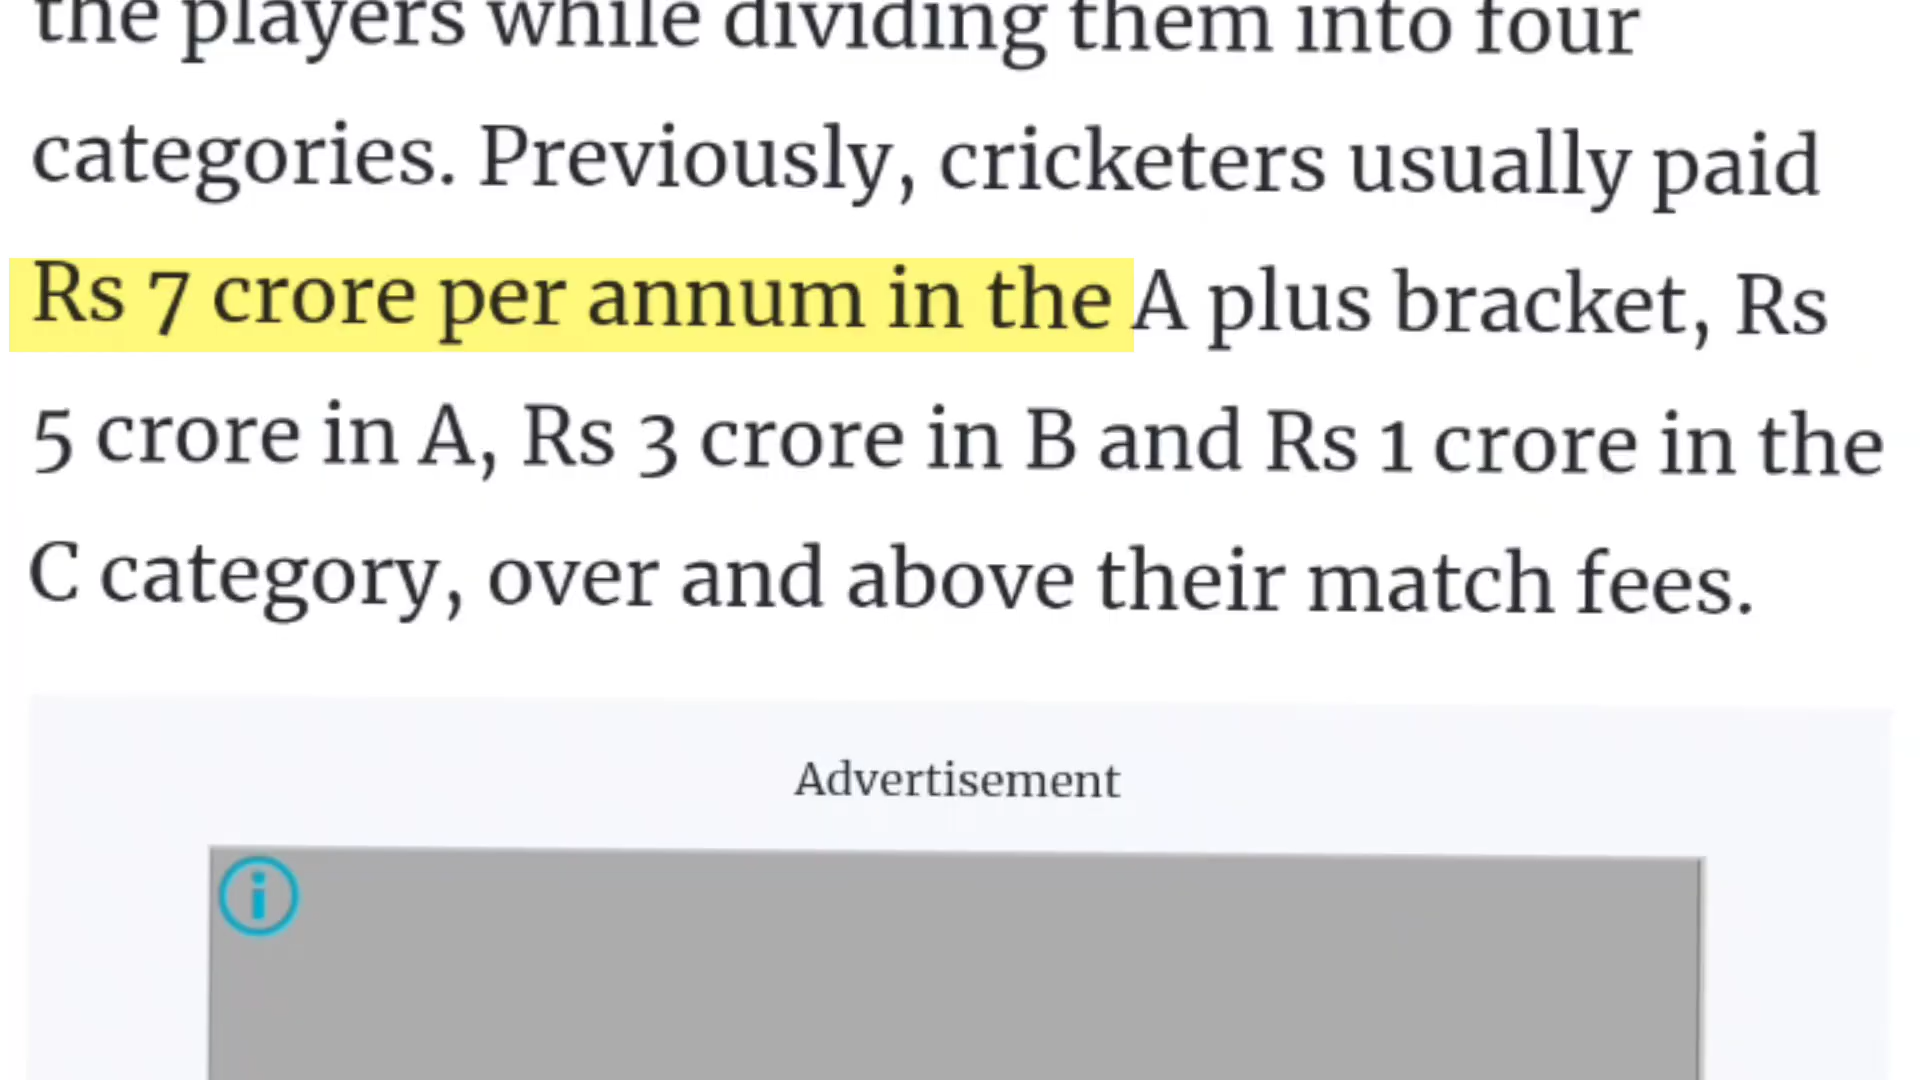 the players while dividing them into four
categories. Previously, cricketers usually paid
Rs 7 crore per annum in the A plus bracket, Rs
5 crore in A, Rs 3 crore in B and Rs 1 crore in the
C category, over and above their match fees.
Advertisement